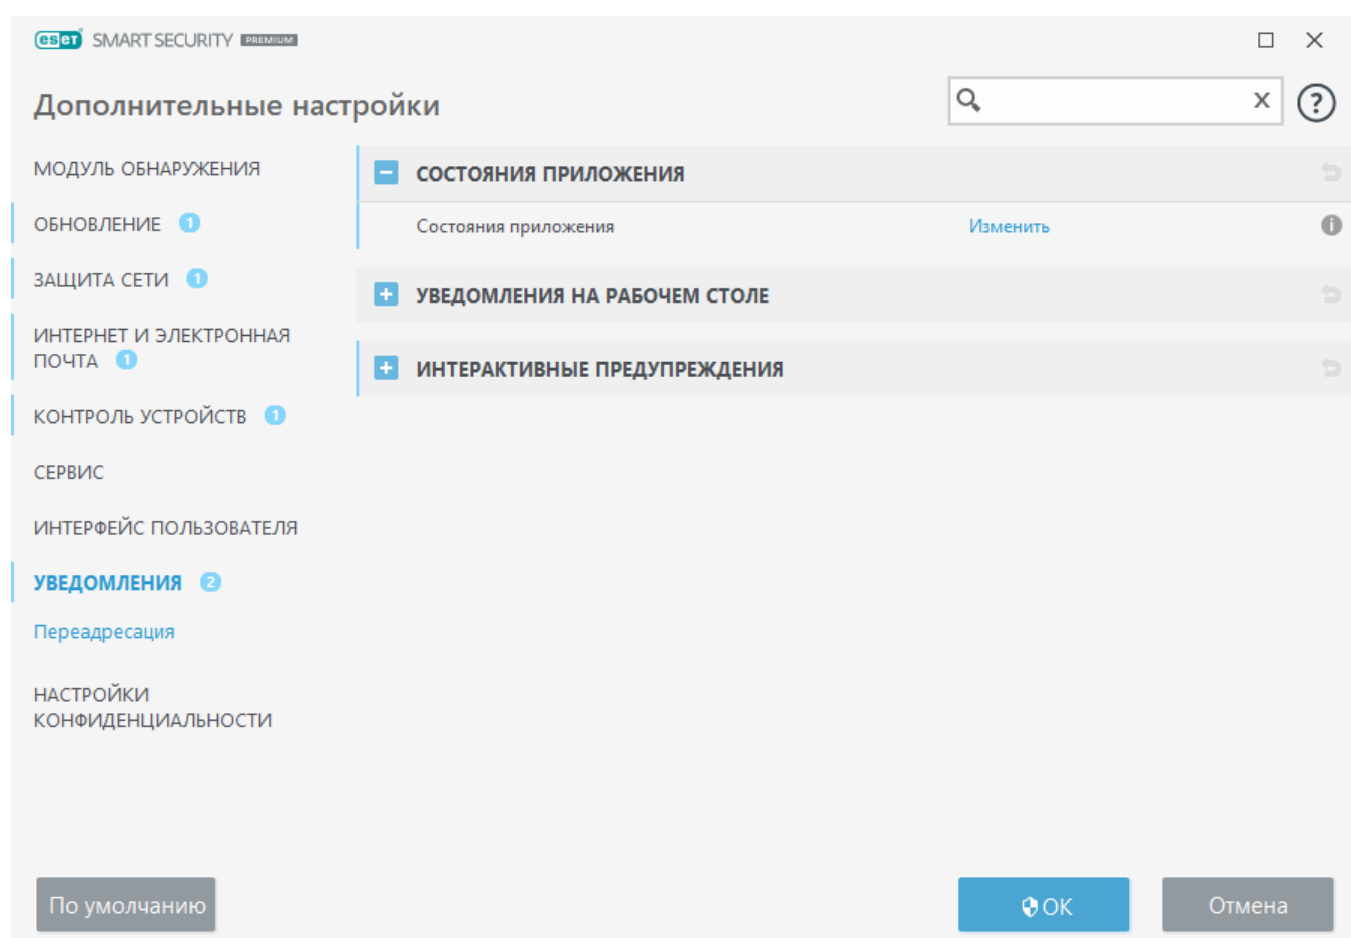 eset SMART SECURITY PREMIUM
Дополнительные настройки
x
?
МОДУЛЬ ОБНАРУЖЕНИЯ
ОБНОВЛЕНИЕ 1
ЗАЩИТА СЕТИ 1
ИНТЕРНЕТ И ЭЛЕКТРОННАЯ
ПОЧТА 1
КОНТРОЛЬ УСТРОЙСТВ 1
СЕРВИС
ИНТЕРФЕЙС ПОЛЬЗОВАТЕЛЯ
УВЕДОМЛЕНИЯ 2
Переадресация
НАСТРОЙКИ
КОНФИДЕНЦИАЛЬНОСТИ
СОСТОЯНИЯ ПРИЛОЖЕНИЯ
Состояния приложения Изменить
УВЕДОМЛЕНИЯ НА РАБОЧЕМ СТОЛЕ
ИНТЕРАКТИВНЫЕ ПРЕДУПРЕЖДЕНИЯ
По умолчанию
ОК
Отмена